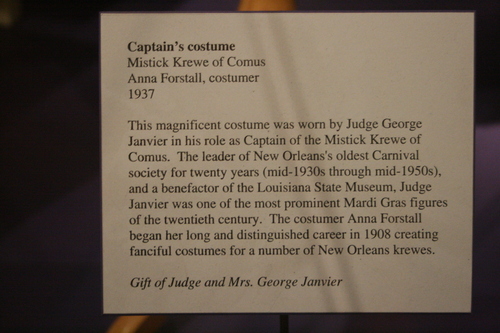 Captain's costume
Mistick Krewe of Comus
Anna Forstall, costumer
1937
This magnificent costume was worn by Judge George
Janvier in his role as Captain of the Mistick Krewe of
Comus.  The leader of New Orleans's oldest Carnival
society for twenty years (mid-1930s through mid-1950s),
and a benefactor of the Louisiana State Museum, Judge
Janvier was one of the most prominent Mardi Gras figures
of the twentieth century.  The costumer Anna Forstall
began her long and distinguished career in 1908 creating
fanciful costumes for a number of New Orleans krewes.
Gift of Judge and Mrs. George Janvier